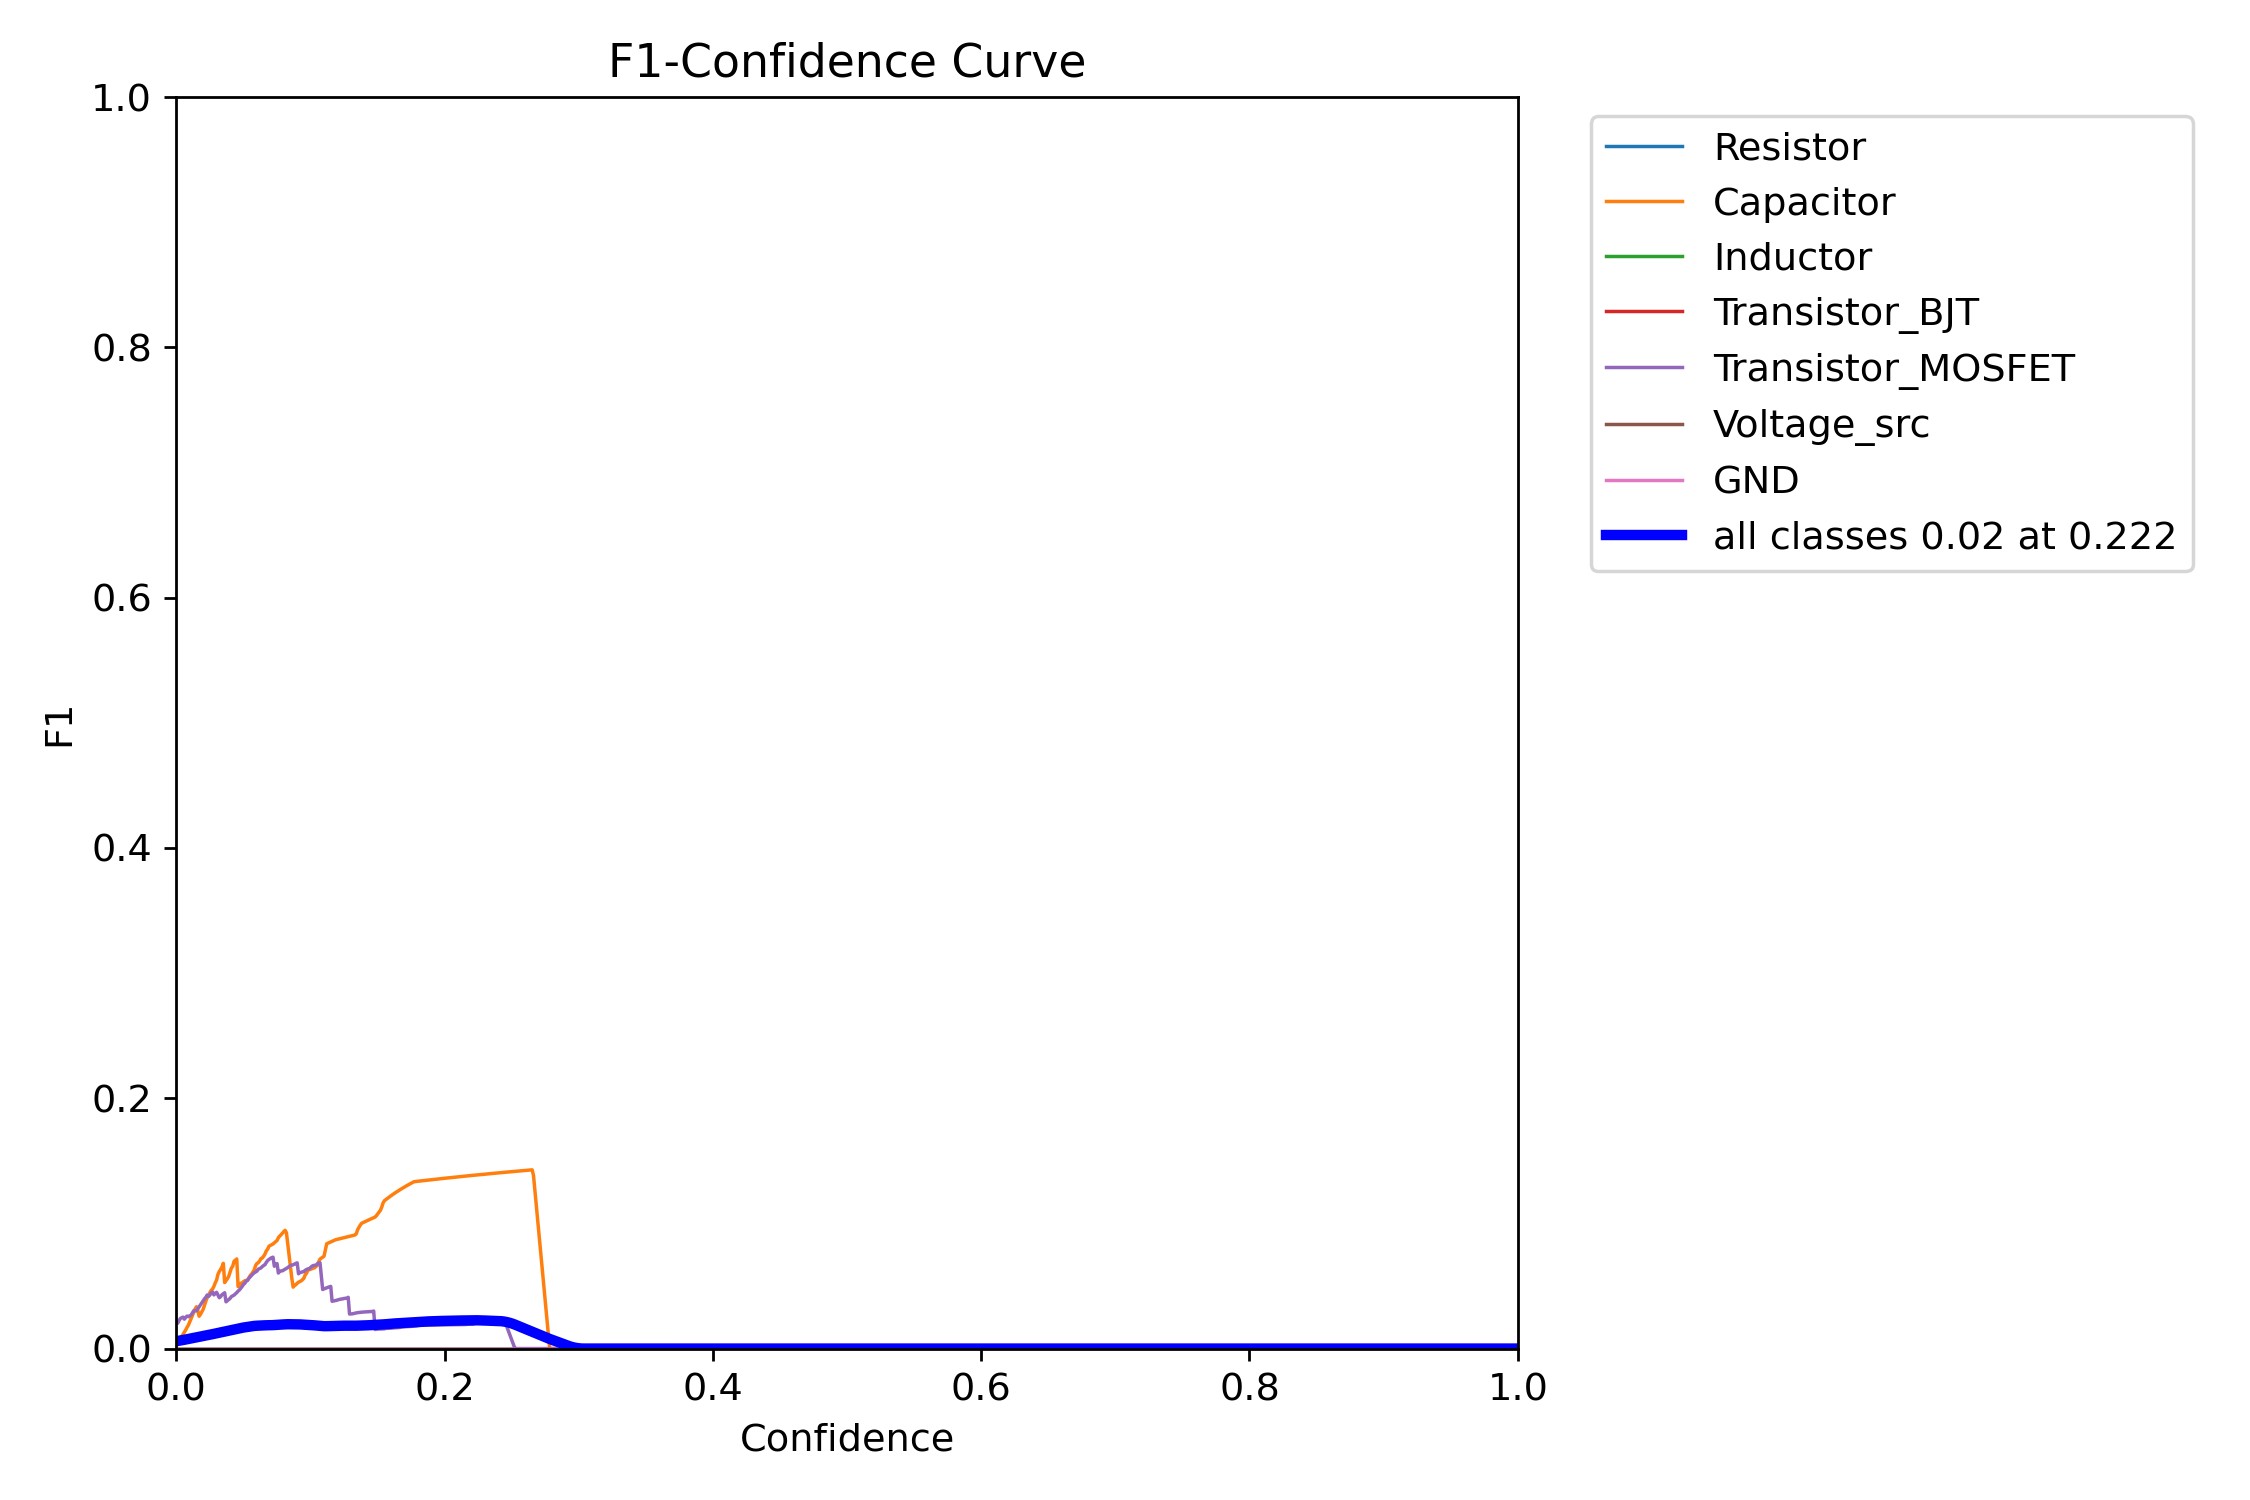 F1-Confidence Curve
1.0
0.8
0.6
0.4
0.2
0.0
F1
0.0 0.2 0.4 0.6 0.8 1.0
Confidence
Resistor
Capacitor
Inductor
Transistor_BJT
Transistor_MOSFET
Voltage_src
GND
all classes 0.02 at 0.222